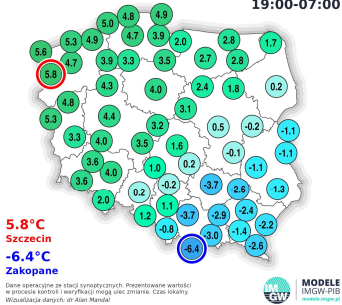 19:00-07:00
4.8 4.9
5.0
5.3 4.9 4.7 3.9 2.0 2.8 1.7
5.6
4.7 3.9 3.3 3.5 2.7 2.8
5.8
4.3 4.0 2.4 1.8 0.2
4.8
5.3 4.4 3.1
3.2 0.5 -0.2 -1.1
3.3 4.0 3.5 1.6
-0.1 -1.1
3.6 1.0 0.2 -1.1
3.6 4.0
0.2 -0.2 -3.7 2.6 -1.3
2.0 1.1
1.2 -3.7 -2.9 -2.4 -2.2
-0.8 -3.0 -1.4
-6.4 -2.6
5.8°C
Szczecin
-6.4°C
Zakopane
Dane operacyjne ze stacji synoptycznych. Prezentowane wartości
w procesie kontroli i weryfikacji mogą ulec zmianie. Czas lokalny.
Wizualizacja danych: dr Alan Mandal
IM
GW
MODELE
IMGW-PIB